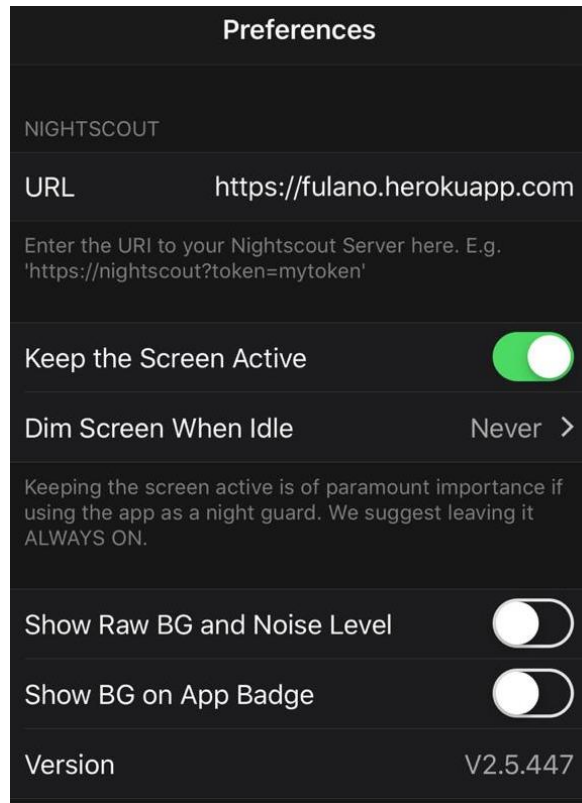 Preferences
NIGHTSCOUT
URL https://fulano.herokuapp.com
Enter the URI to your Nightscout Server here. E.g.
'https://nightscout?token=mytoken'
Keep the Screen Active
Dim Screen When Idle Never >
Keeping the screen active is of paramount importance if
using the app as a night guard. We suggest leaving it
ALWAYS ON.
Show Raw BG and Noise Level
Show BG on App Badge
Version V2.5.447